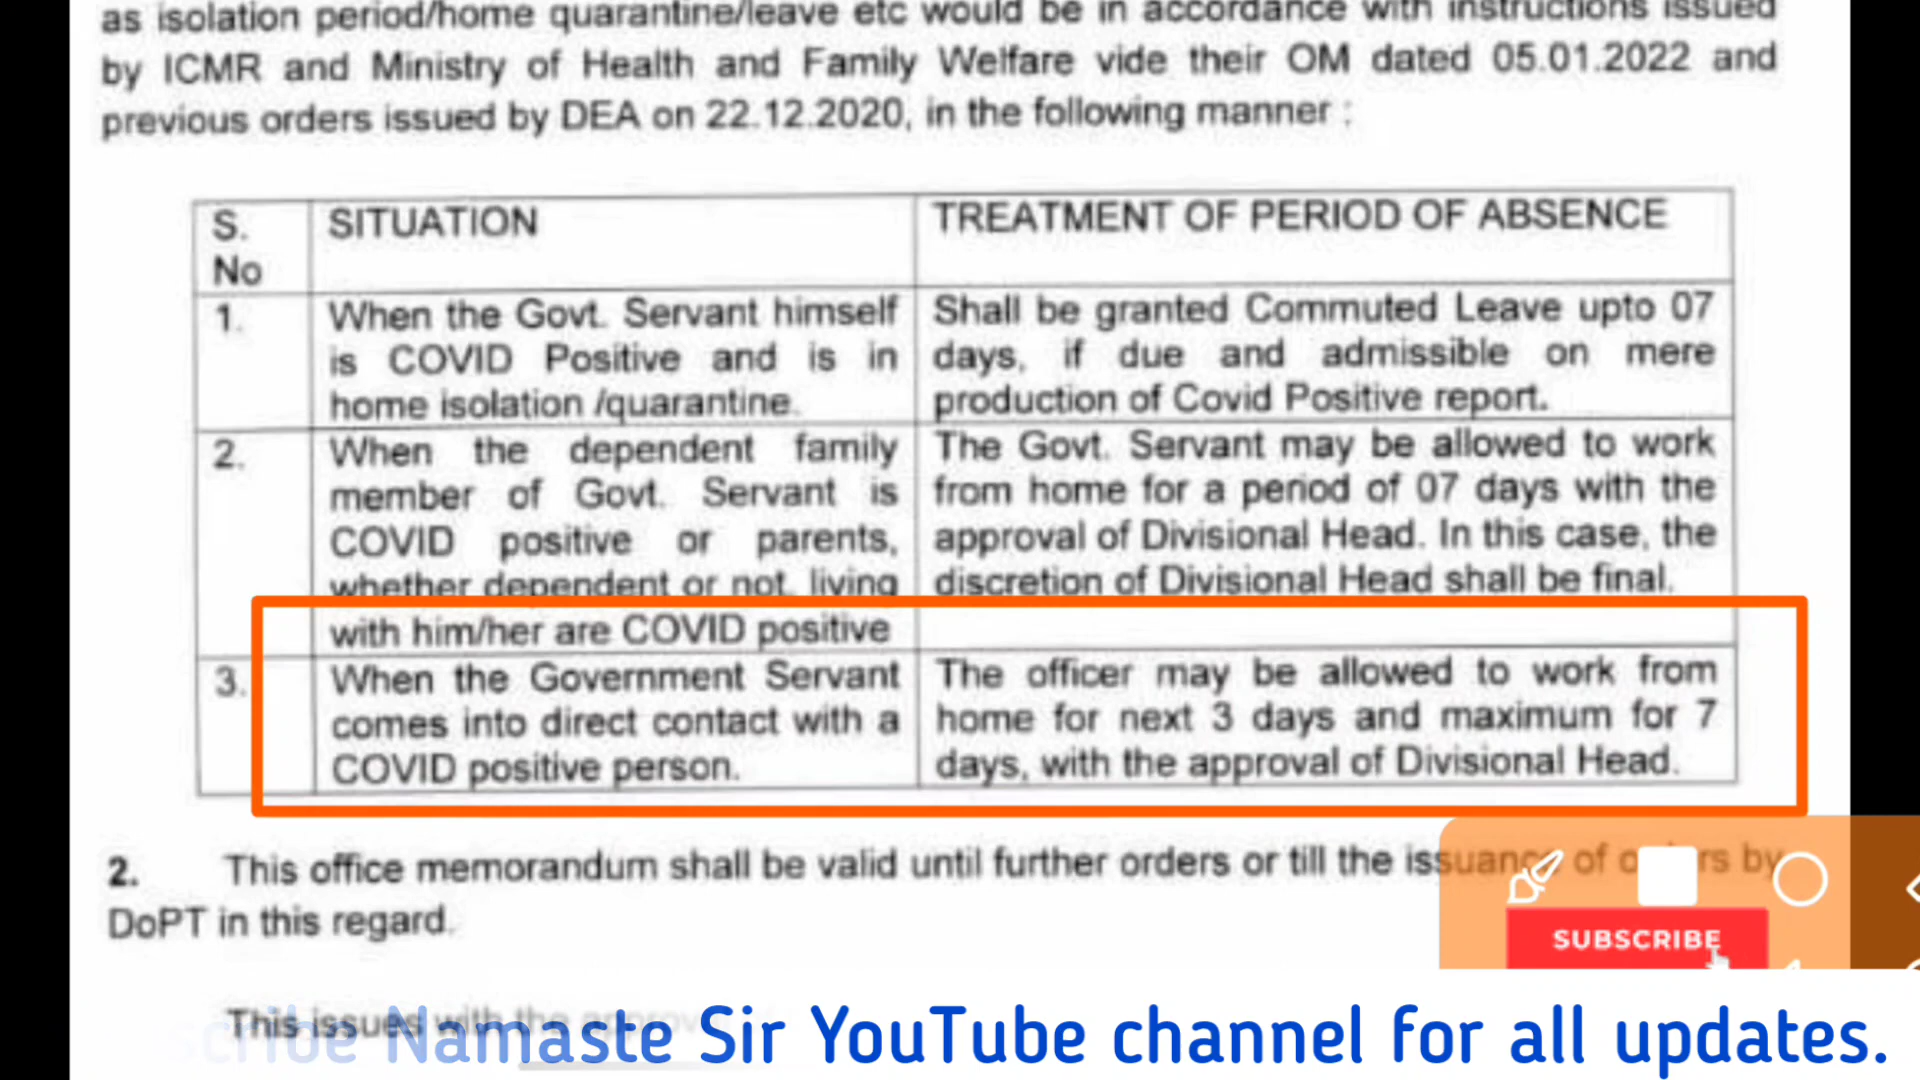 as isolation period/home quarantine/leave etc would be in accordance with instructions issued
by ICMR and Ministry of Health and Family Welfare vide their OM dated 05.01.2022 and
previous orders issued by DEA on 22.12.2020, in the following manner :
S. No
SITUATION
TREATMENT OF PERIOD OF ABSENCE
1.
When the Govt. Servant himself
is COVID Positive and is in
home isolation /quarantine.
Shall be granted Commuted Leave upto 07
days, if due and admissible on mere
production of Covid Positive report.
2.
When the dependent family
member of Govt. Servant is
COVID positive or parents,
whether dependent or not, living
with him/her are COVID positive
The Govt. Servant may be allowed to work
from home for a period of 07 days with the
approval of Divisional Head. In this case, the
discretion of Divisional Head shall be final.
3.
When the Government Servant
comes into direct contact with a
COVID positive person.
The officer may be allowed to work from
home for next 3 days and maximum for 7
days, with the approval of Divisional Head.
2. This office memorandum shall be valid until further orders or till the issuance of orders by
DoPT in this regard.
SUBSCRIBE
This issues with the
Namaste Sir YouTube channel for all updates.